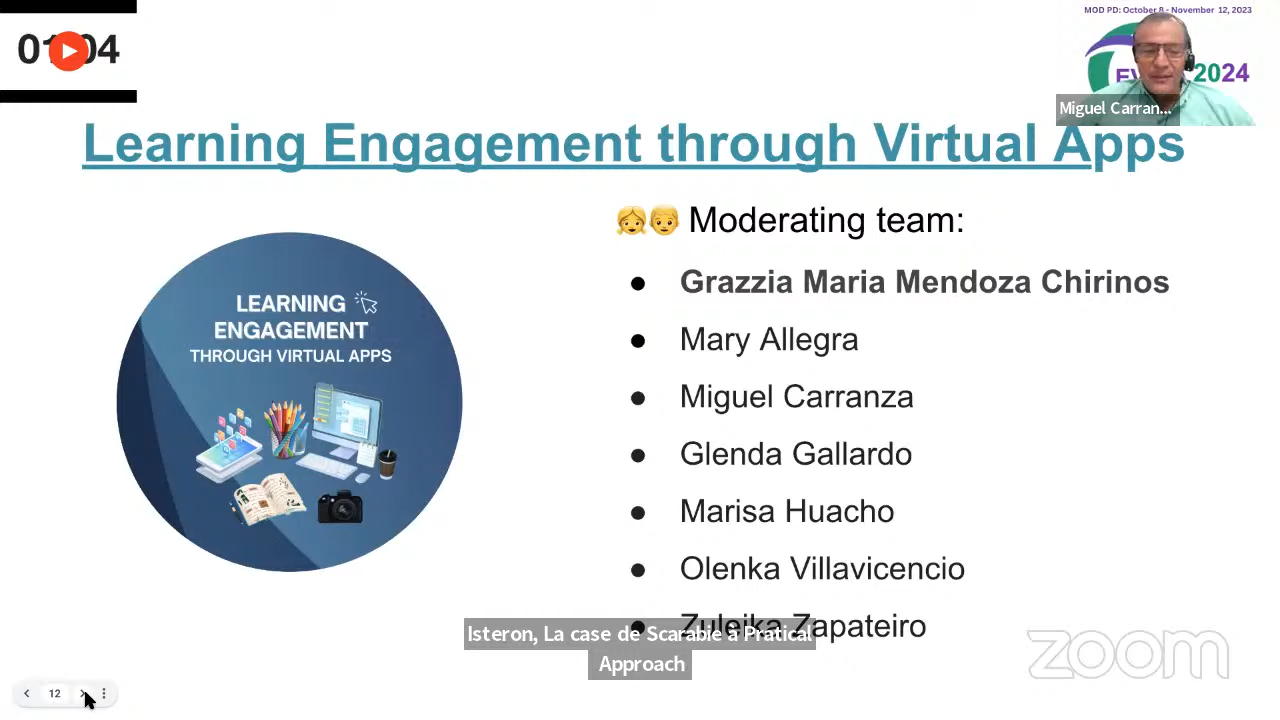 MOD PD: October 8 - November 12, 2023
2024
Miguel Carran...
Learning Engagement through Virtual Apps
LEARNING
ENGAGEMENT
THROUGH VIRTUAL APPS
👧👦 Moderating team:
● Grazzia Maria Mendoza Chirinos
● Mary Allegra
● Miguel Carranza
● Glenda Gallardo
● Marisa Huacho
● Olenka Villavicencio
● Zuleika Zapateiro
Isteron, La case de Scarabie à Pratical
Approach
zoom
12